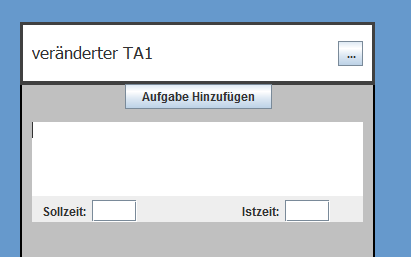 veränderter TA1
...
Aufgabe Hinzufügen
Sollzeit: Istzeit: